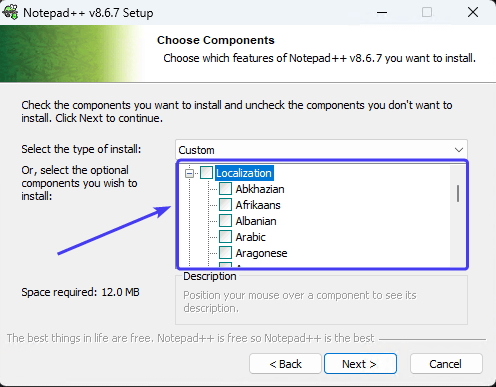 Notepad++ v8.6.7 Setup
Choose Components
Choose which features of Notepad++ v8.6.7 you want to install.
Check the components you want to install and uncheck the components you don't want to
install. Click Next to continue.
Select the type of install:
Custom
Or, select the optional
components you wish to
install:
Localization
Abkhazian
Afrikaans
Albanian
Arabic
Aragonese
Space required: 12.0 MB
Description
Position your mouse over a component to see its
description.
The best things in life are free. Notepad++ is free so Notepad++ is the best
< Back
Next >
Cancel